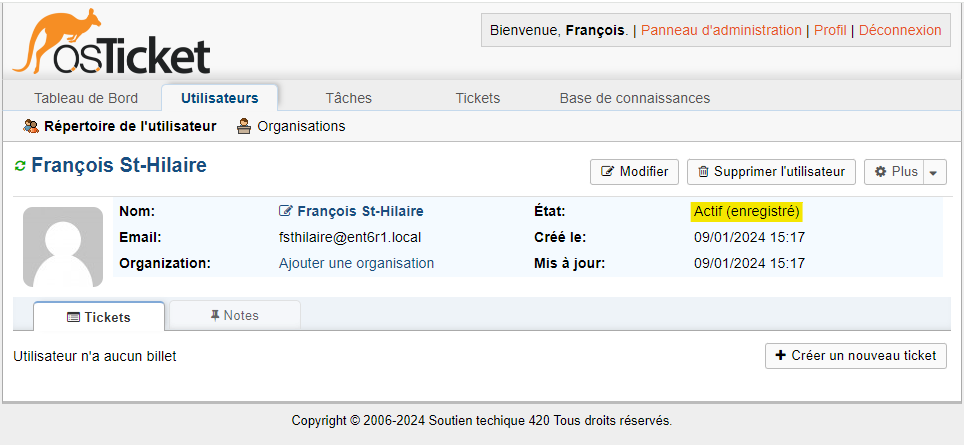 osTicket
Bienvenue, François. | Panneau d'administration | Profil | Déconnexion
Tableau de Bord Utilisateurs Tâches Tickets Base de connaissances
Répertoire de l'utilisateur Organisations
François St-Hilaire
Modifier Supprimer l'utilisateur Plus
Nom: François St-Hilaire État: Actif (enregistré)
Email: fsthilaire@ent6r1.local Créé le: 09/01/2024 15:17
Organization: Ajouter une organisation Mis à jour: 09/01/2024 15:17
Tickets Notes
Utilisateur n'a aucun billet Créer un nouveau ticket
Copyright © 2006-2024 Soutien techique 420 Tous droits réservés.